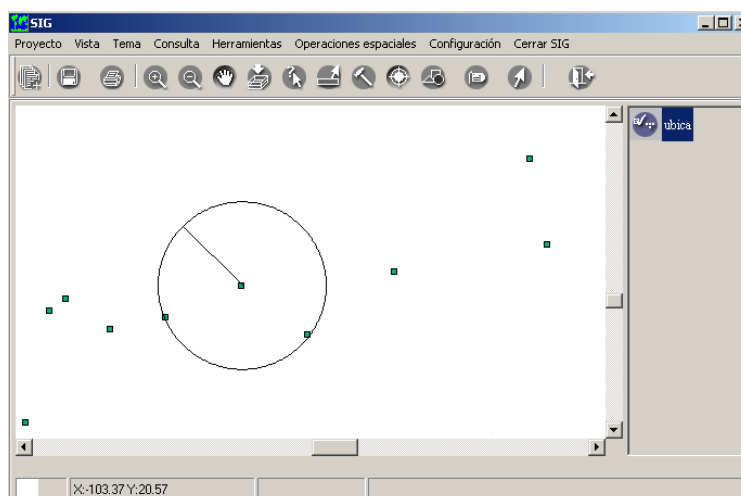 SIG
Proyecto Vista Tema Consulta Herramientas Operaciones espaciales Configuración Cerrar SIG
ubica
X:-103.37 Y:20.57